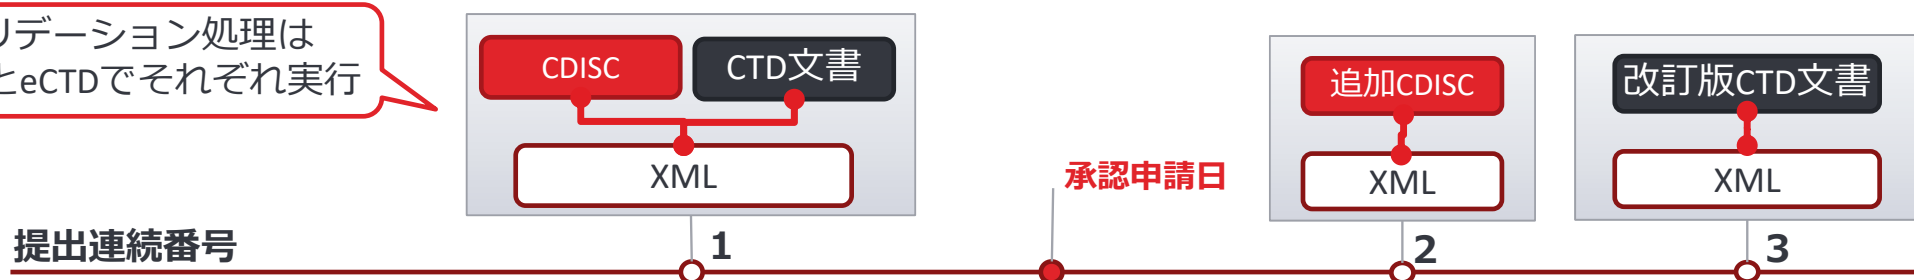 リデーション処理は
とeCTDでそれぞれ実行
CDISC
CTD文書
XML
承認申請日
追加CDISC
XML
改訂版CTD文書
XML
提出連続番号
1
2
3